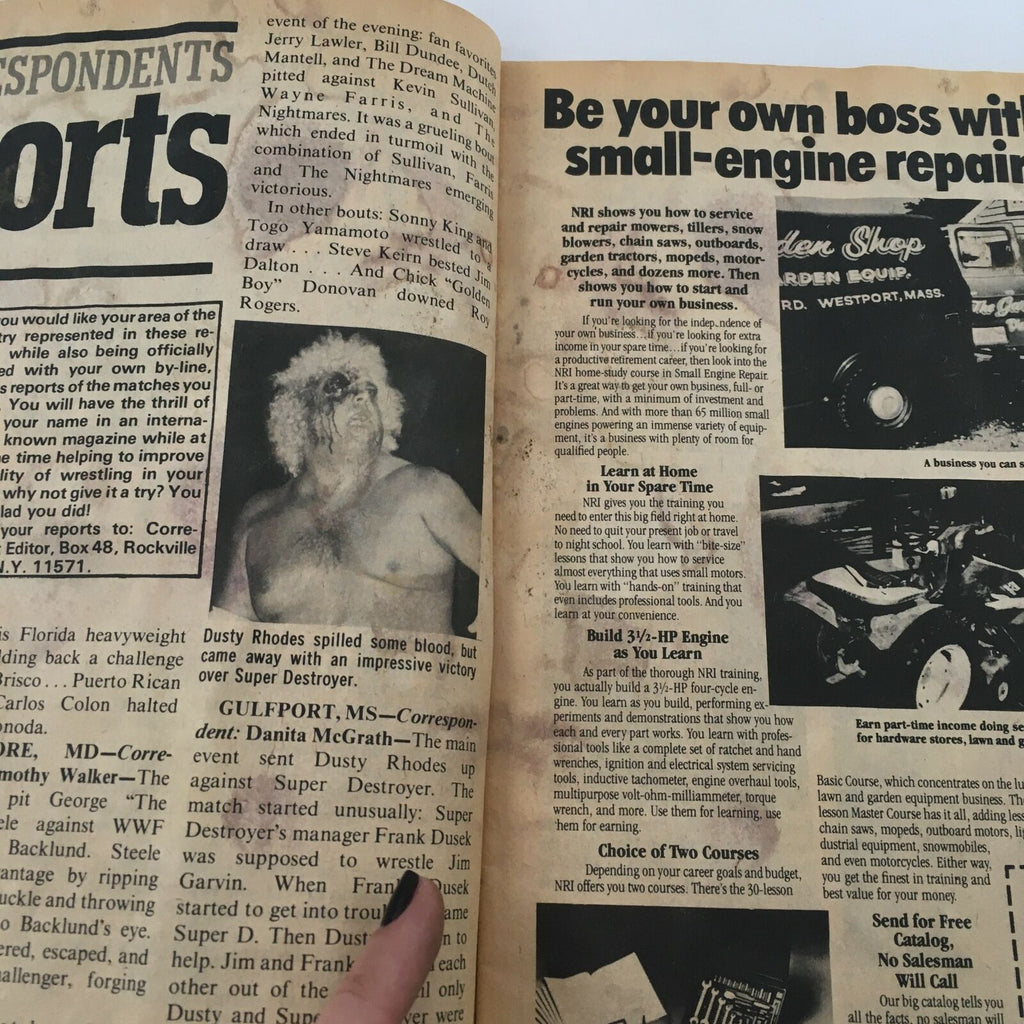 ESPONDENTS
orts
you would like your area of the
try represented in these re-
while also being officially
ed with your own by-line,
s reports of the matches you
. You will have the thrill of
your name in an interna-
known magazine while at
e time helping to improve
lity of wrestling in your
why not give it a try? You
lad you did!
your reports to: Corre-
t Editor, Box 48, Rockville
N.Y. 11571.
is Florida heavyweight
lding back a challenge
Brisco . . . Puerto Rican
Carlos Colon halted
onoda.
ORE, MD—Corre-
mothy Walker—The
pit George "The
ele against WWF
Backlund. Steele
antage by ripping
uckle and throwing
o Backlund's eye.
ered, escaped, and
allenger, forging
event of the evening: fan favorites
Jerry Lawler, Bill Dundee, Dutch
Mantell, and The Dream Machine
pitted against Kevin Sullivan,
Wayne Farris, and The
Nightmares. It was a grueling bout
which ended in turmoil with the
combination of Sullivan, Farris
and The Nightmares emerging
victorious.
In other bouts: Sonny King and
Togo Yamamoto wrestled to a
draw . . . Steve Keirn bested Jim
Dalton . . . And Chick "Golden
Boy" Donovan downed Roy
Rogers.
Dusty Rhodes spilled some blood, but
came away with an impressive victory
over Super Destroyer.
GULFPORT, MS—Correspon-
dent: Danita McGrath—The main
event sent Dusty Rhodes up
against Super Destroyer. The
match started unusually: Super
Destroyer's manager Frank Dusek
was supposed to wrestle Jim
Garvin. When Frank Dusek
started to get into trou ame
Super D. Then Dust n to
help. Jim and Frank each
other out of the il only
Dusty and Sup ver were
Be your own boss with
small-engine repair
NRI shows you how to service
and repair mowers, tillers, snow
blowers, chain saws, outboards,
garden tractors, mopeds, motor-
cycles, and dozens more. Then
shows you how to start and
run your own business.
If you're looking for the independence of
your own business...if you're looking for extra
income in your spare time...if you're looking for
a productive retirement career, then look into the
NRI home-study course in Small Engine Repair.
It's a great way to get your own business, full- or
part-time, with a minimum of investment and
problems. And with more than 65 million small
engines powering an immense variety of equip-
ment, it's a business with plenty of room for
qualified people.
Learn at Home
in Your Spare Time
NRI gives you the training you
need to enter this big field right at home.
No need to quit your present job or travel
to night school. You learn with "bite-size"
lessons that show you how to service
almost everything that uses small motors.
You learn with "hands-on" training that
even includes professional tools. And you
learn at your convenience.
Build 3½-HP Engine
as You Learn
As part of the thorough NRI training,
you actually build a 3½-HP four-cycle en-
gine. You learn as you build, performing ex-
periments and demonstrations that show you how
each and every part works. You learn with profes-
sional tools like a complete set of ratchet and hand
wrenches, ignition and electrical system servicing
tools, inductive tachometer, engine overhaul tools,
multipurpose volt-ohm-milliammeter, torque
wrench, and more. Use them for learning, use
them for earning.
Choice of Two Courses
Depending on your career goals and budget,
NRI offers you two courses. There's the 30-lesson
den Shop
ARDEN EQUIP.
RD. WESTPORT, MASS.
A business you can s
Earn part-time income doing se
for hardware stores, lawn and g
Basic Course, which concentrates on the lu
lawn and garden equipment business. Th
lesson Master Course has it all, adding less
chain saws, mopeds, outboard motors, li
dustrial equipment, snowmobiles,
and even motorcycles. Either way,
you get the finest in training and
best value for your money.
Send for Free
Catalog,
No Salesman
Will Call
Our big catalog tells you
all the facts, no salesman will